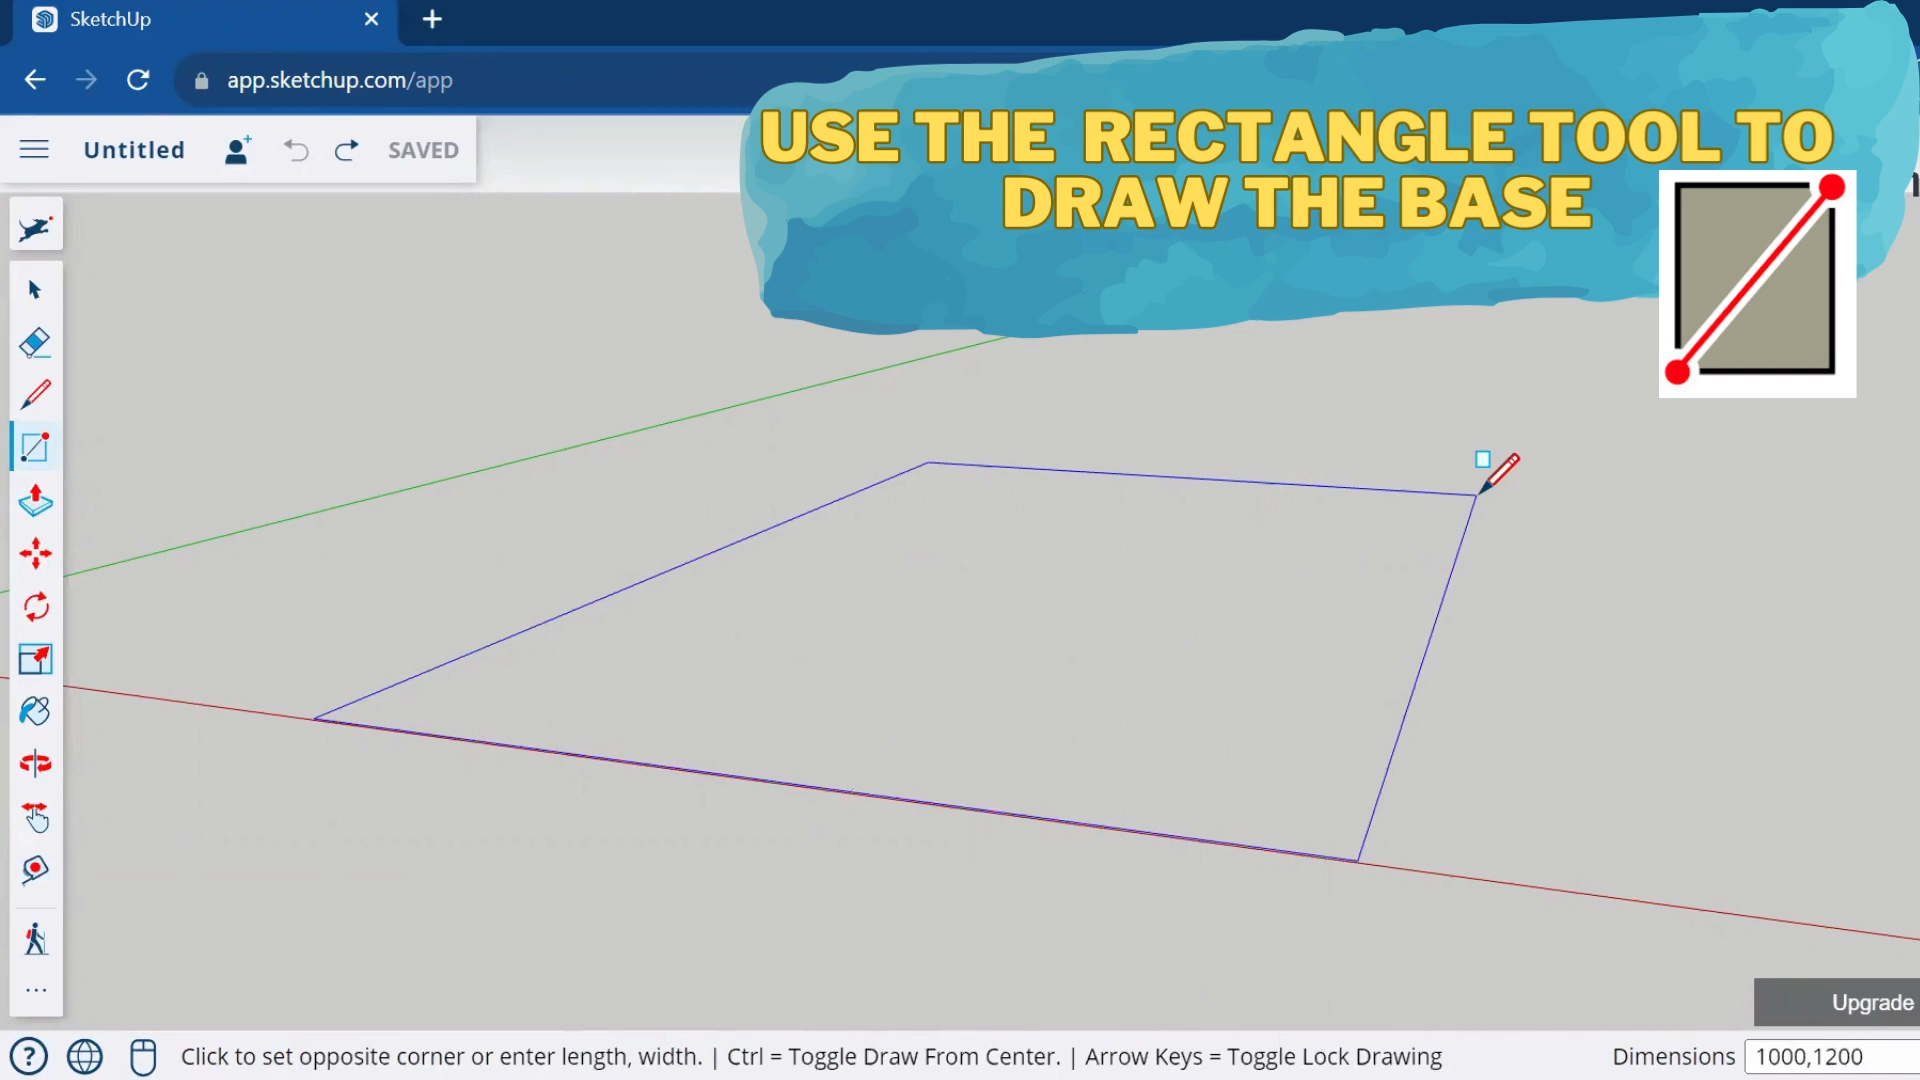 SketchUp
app.sketchup.com/app
USE THE RECTANGLE TOOL TO
DRAW THE BASE
Untitled
SAVED
Upgrade
Click to set opposite corner or enter length, width. | Ctrl = Toggle Draw From Center. | Arrow Keys = Toggle Lock Drawing
Dimensions 1000,1200